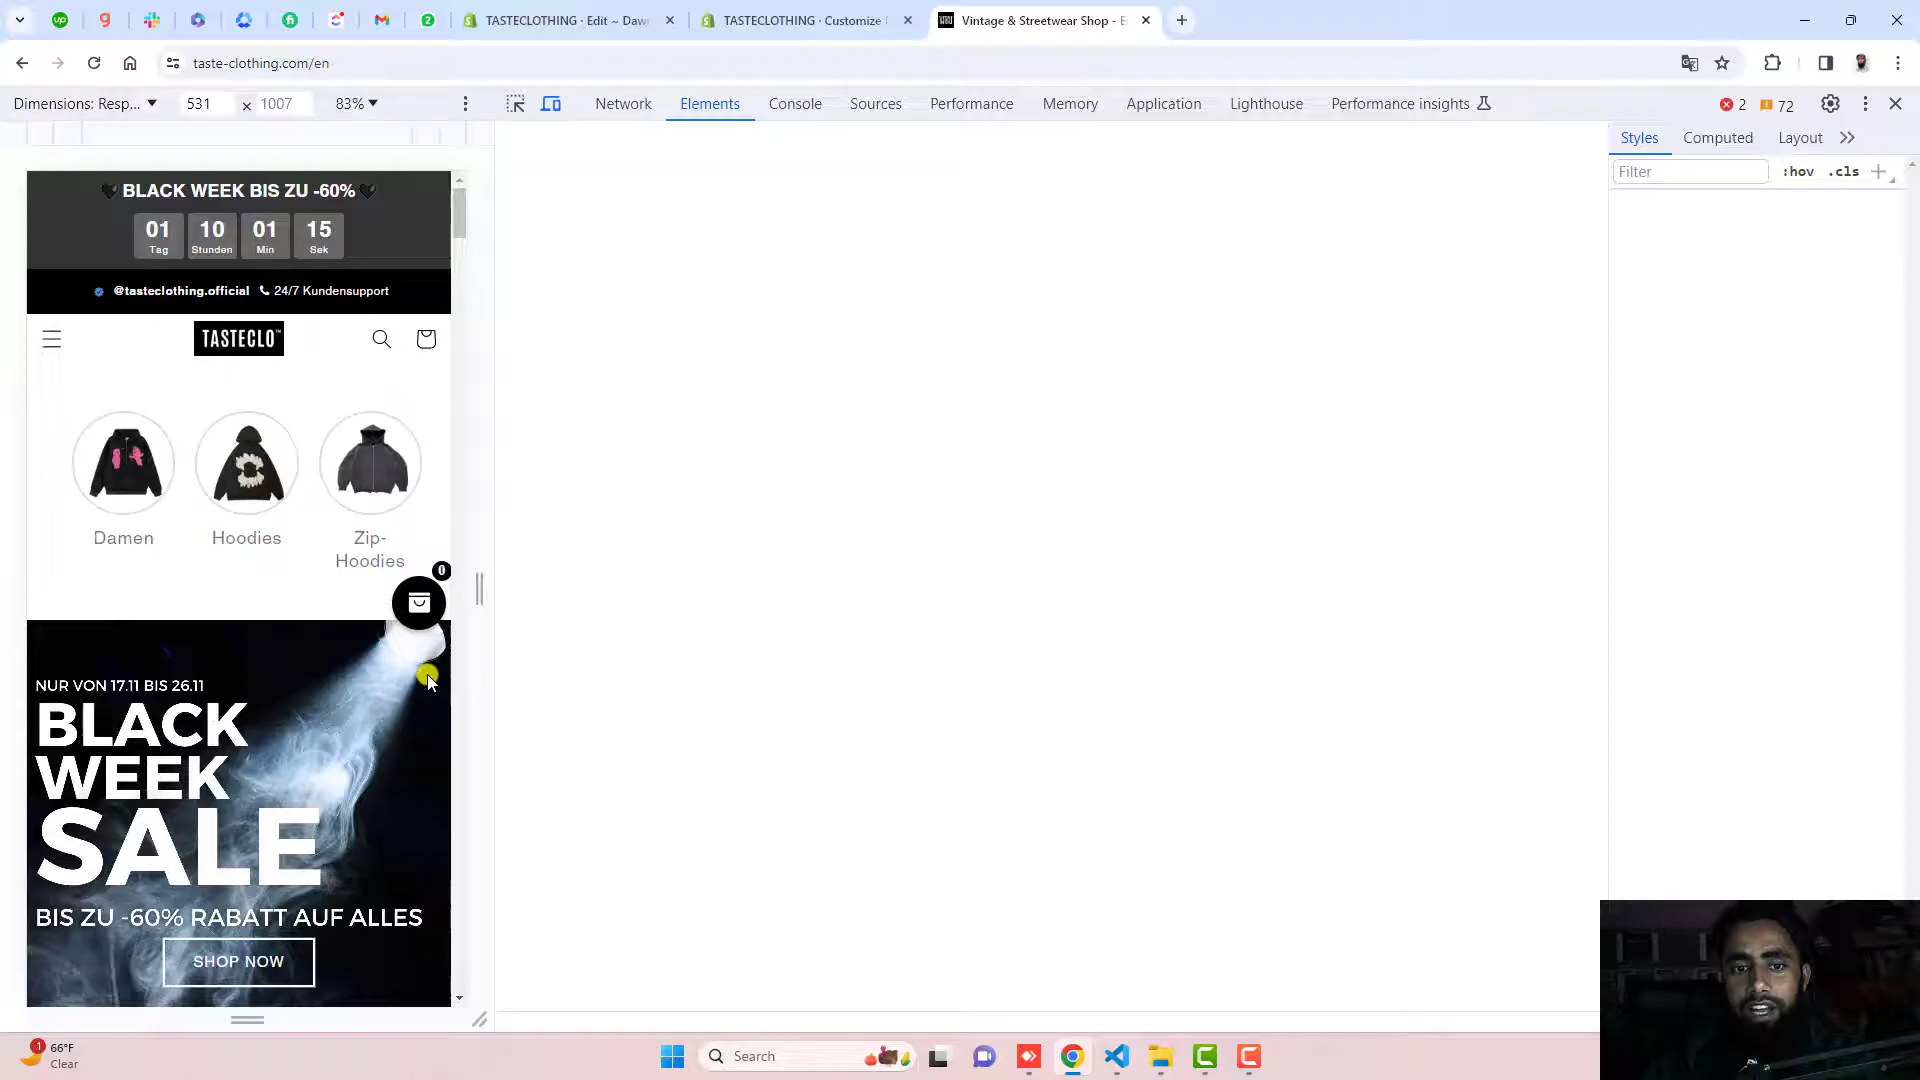 TASTECLOTHING · Edit ~ Dawn
TASTECLOTHING · Customize
Vintage & Streetwear Shop - E
taste-clothing.com/en
Dimensions: Resp... 531 × 1007 83%
Network Elements Console Sources Performance Memory Application Lighthouse Performance insights 2 72
Styles Computed Layout
Filter :hov .cls
🖤 BLACK WEEK BIS ZU -60% 🖤
01 10 01 15
Tag Stunden Min Sek
@tasteclothing.official 24/7 Kundensupport
TASTECLO™
Damen Hoodies Zip-
Hoodies
0
NUR VON 17.11 BIS 26.11
BLACK
WEEK
SALE
BIS ZU -60% RABATT AUF ALLES
SHOP NOW
1 66°F
Clear
Search